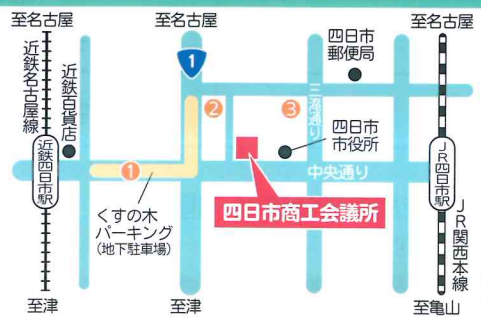 至名古屋
至名古屋
至名古屋
1
四日市
郵便局
近鉄名古屋線
近鉄百貨店
三滝通り
2
3
四日市
市役所
近鉄四日市駅
JR四日市駅
1
中央通り
くすの木
パーキング
(地下駐車場)
四日市商工会議所
JR関西本線
至津
至津
至亀山